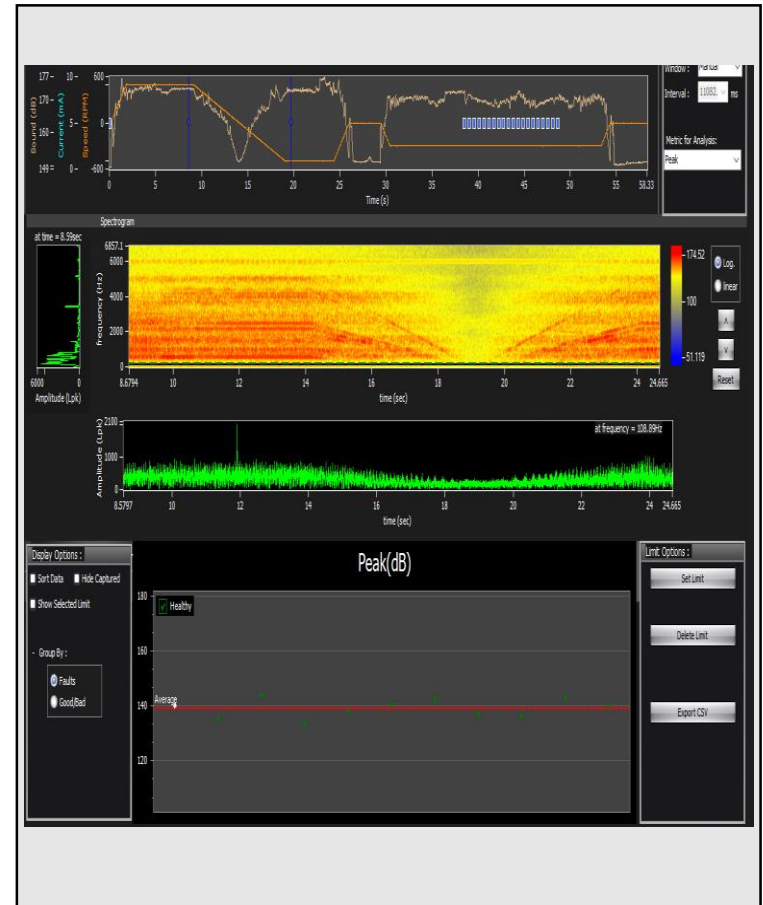 177 - 10 - 600 -
170 -
5 - 0 -
160 -
149 = 0 - -600 -
Sound (dB)
Current (mA)
Speed (RPM)
0 5 10 15 20 25 30 35 40 45 50 55 58.33
Time (s)
Window : Manual
Interval : 11082. ms
Metric for Analysis:
Peak
Spectrogram
at time = 8.59sec
6000 0
Amplitude (Lpk)
frequency (Hz)
6857.1
6000
4000
2000
0
8.6794 10 12 14 16 18 20 22 24 24.665
time (sec)
174.52
100
51.119
Log.
linear
^
v
Reset
Amplitude (Lpk)
2100
1000
0
at frequency = 108.89Hz
8.5797 10 12 14 16 18 20 22 24 24.665
time (sec)
Display Options :
Sort Data Hide Captured
Show Selected Limit
- Group By :
Faults
Good/Bad
Peak(dB)
180
Healthy
160
Average
140
120
Limit Options :
Set Limit
Delete Limit
Export CSV